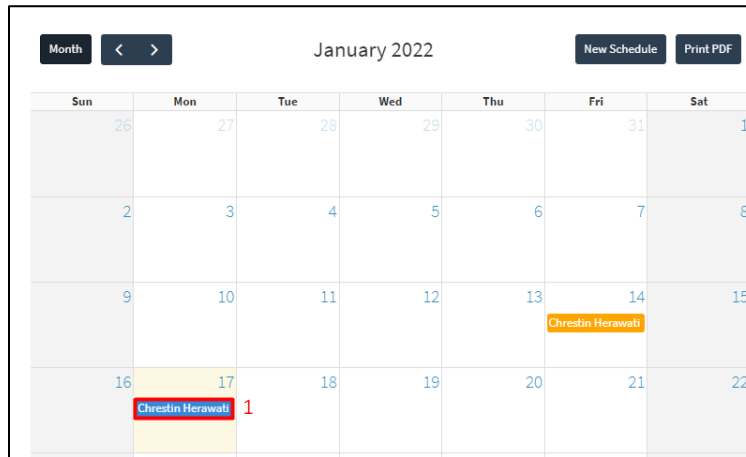 Month < > January 2022 New Schedule Print PDF
Sun Mon Tue Wed Thu Fri Sat
26 27 28 29 30 31 1
2 3 4 5 6 7 8
9 10 11 12 13 14 15
Chrestin Herawati
16 17 18 19 20 21 22
Chrestin Herawati 1